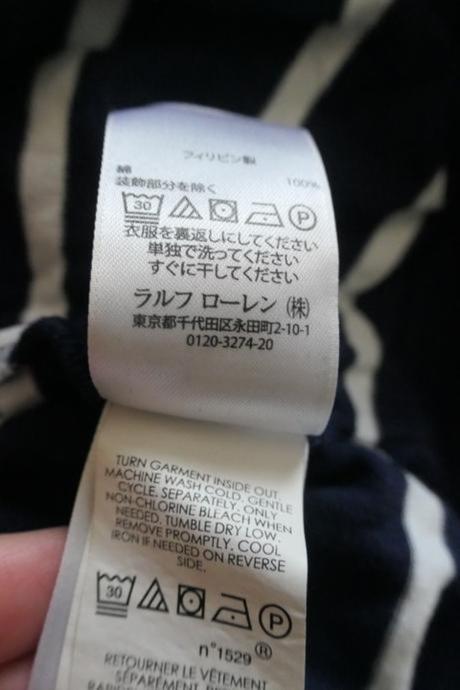 フィリピン製
綿 100%
装飾部分を除く
30 P
衣服を裏返しにしてください
単独で洗ってください
すぐに干してください
ラルフ ローレン (株)
東京都千代田区永田町2-10-1
0120-3274-20
TURN GARMENT INSIDE OUT.
MACHINE WASH COLD, GENTLE
CYCLE, SEPARATELY. ONLY
NON-CHLORINE BLEACH WHEN
NEEDED. TUMBLE DRY LOW.
REMOVE PROMPTLY. COOL
IRON IF NEEDED ON REVERSE
SIDE.
30 P
n°1529 ®
RETOURNER LE VÊTEMENT